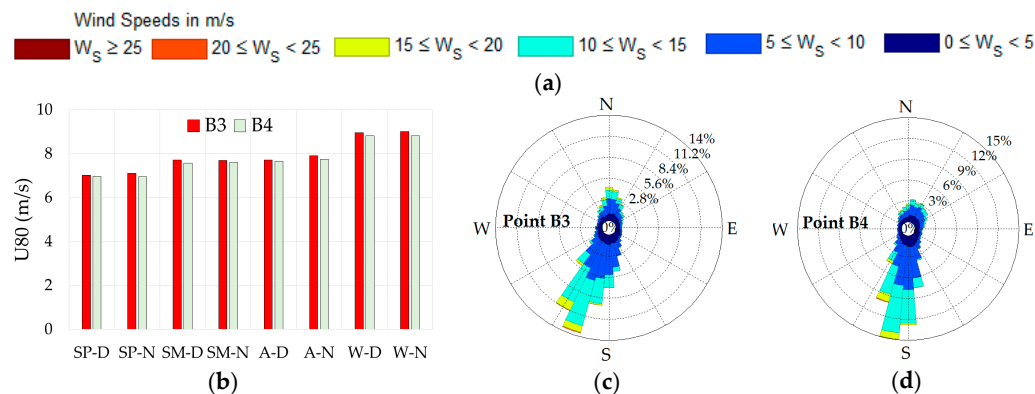 Wind Speeds in m/s
W_S ≥ 25 20 ≤ W_S < 25 15 ≤ W_S < 20 10 ≤ W_S < 15 5 ≤ W_S < 10 0 ≤ W_S < 5
(a)
B3 B4
U80 (m/s)
10
8
6
4
2
0
SP-D SP-N SM-D SM-N A-D A-N W-D W-N
(b)
N
14%
11.2%
8.4%
5.6%
2.8%
0%
W
Point B3
E
S
(c)
N
15%
12%
9%
6%
3%
0%
W
Point B4
E
S
(d)